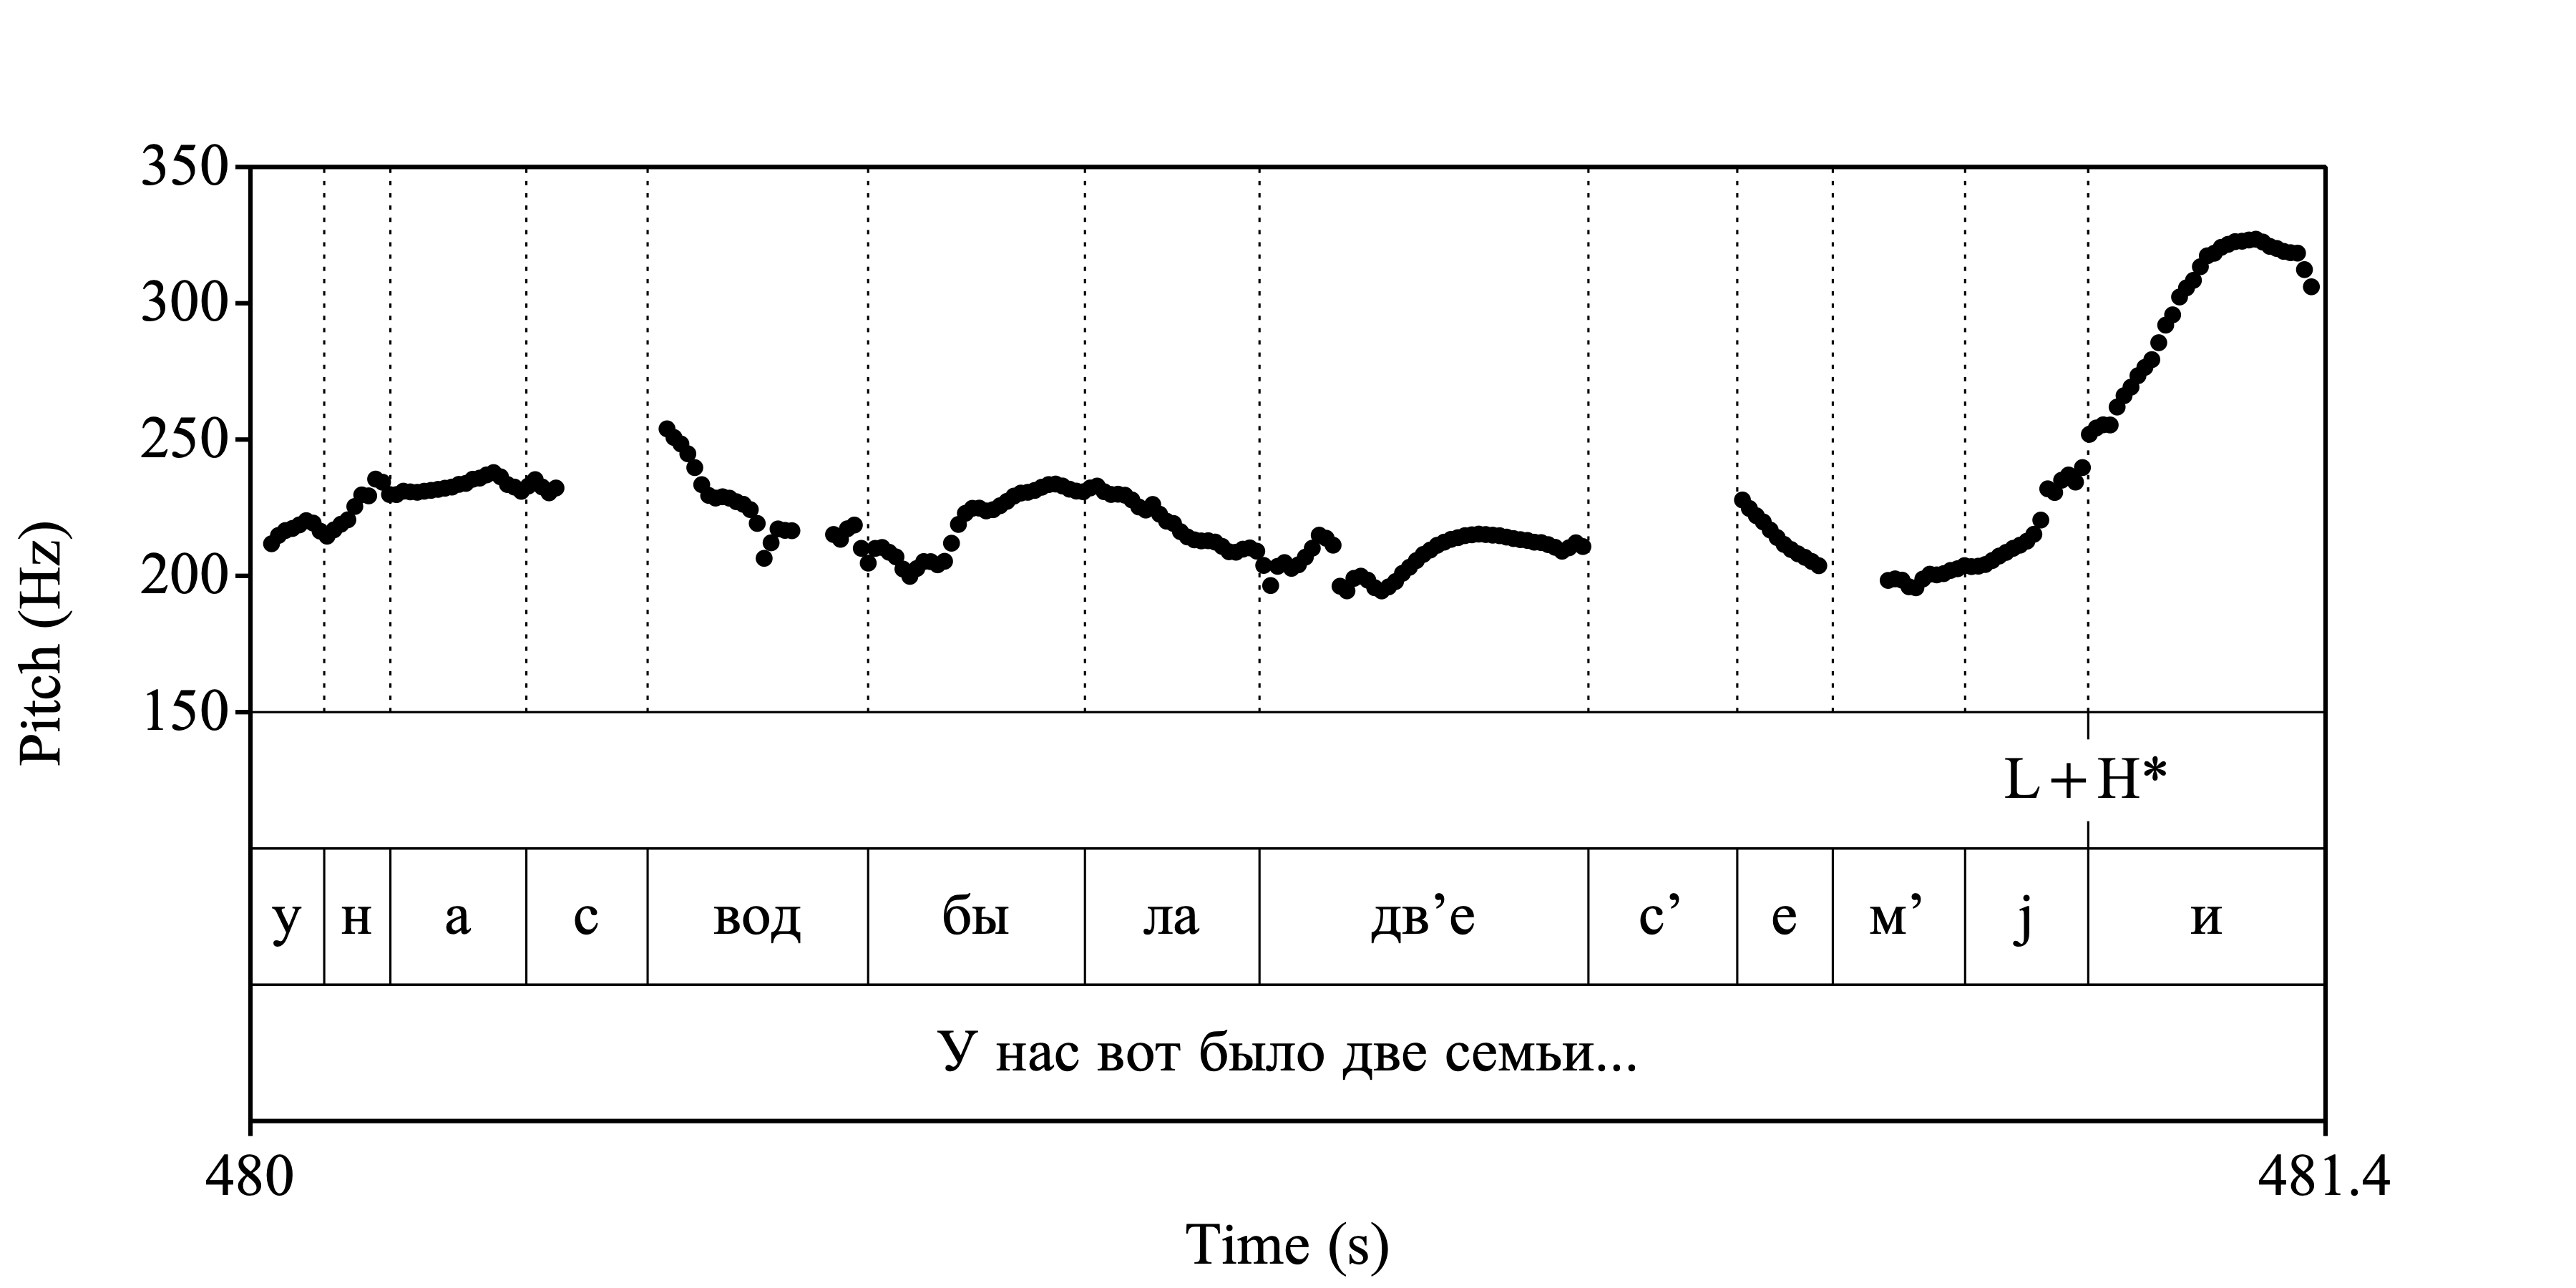 350
300
250
200
150
Pitch (Hz)
L+H*
у н а с вод бы ла дв’е с’ е м’ j и
У нас вот было две семьи...
480 481.4
Time (s)